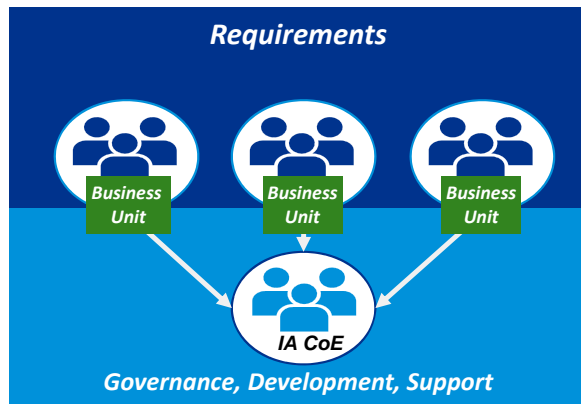 Requirements
Business
Unit
Business
Unit
Business
Unit
IA CoE
Governance, Development, Support